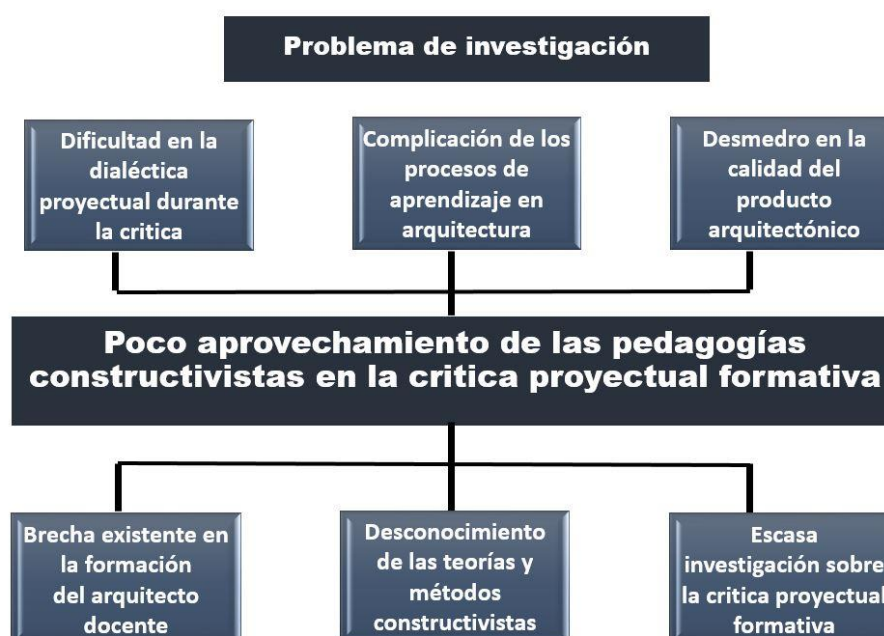 Problema de investigación
Dificultad en la
dialéctica
proyectual durante
la critica
Complicación de los
procesos de
aprendizaje en
arquitectura
Desmedro en la
calidad del
producto
arquitectónico
Poco aprovechamiento de las pedagogías
constructivistas en la critica proyectual formativa
Brecha existente en
la formación
del arquitecto
docente
Desconocimiento
de las teorías y
métodos
constructivistas
Escasa
investigación sobre
la critica proyectual
formativa